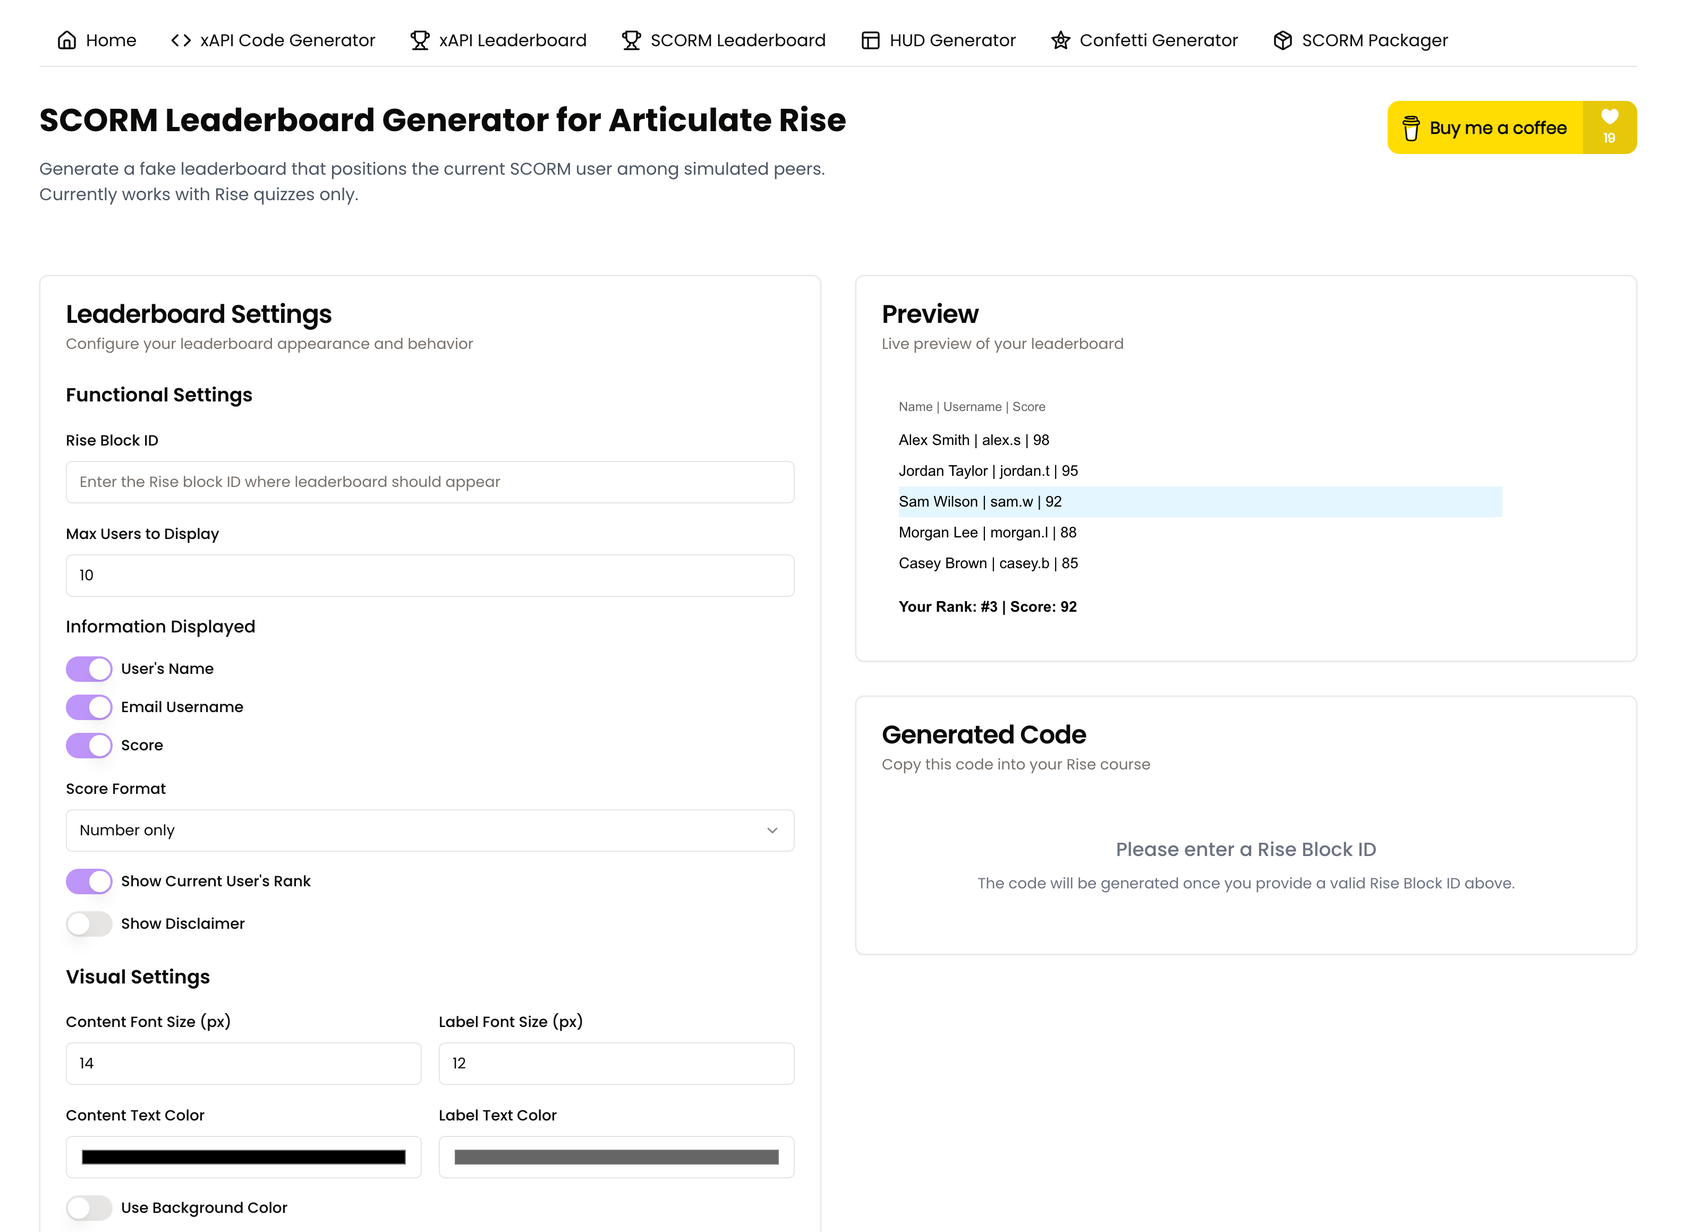 Home
xAPI Code Generator
xAPI Leaderboard
SCORM Leaderboard
HUD Generator
Confetti Generator
SCORM Packager
SCORM Leaderboard Generator for Articulate Rise
Generate a fake leaderboard that positions the current SCORM user among simulated peers.
Currently works with Rise quizzes only.
Buy me a coffee
19
Leaderboard Settings
Configure your leaderboard appearance and behavior
Functional Settings
Rise Block ID
Enter the Rise block ID where leaderboard should appear
Max Users to Display
10
Information Displayed
User's Name
Email Username
Score
Score Format
Number only
Show Current User's Rank
Show Disclaimer
Visual Settings
Content Font Size (px)
Label Font Size (px)
14
12
Content Text Color
Label Text Color
Use Background Color
Preview
Live preview of your leaderboard
Name | Username | Score
Alex Smith | alex.s | 98
Jordan Taylor | jordan.t | 95
Sam Wilson | sam.w | 92
Morgan Lee | morgan.l | 88
Casey Brown | casey.b | 85
Your Rank: #3 | Score: 92
Generated Code
Copy this code into your Rise course
Please enter a Rise Block ID
The code will be generated once you provide a valid Rise Block ID above.